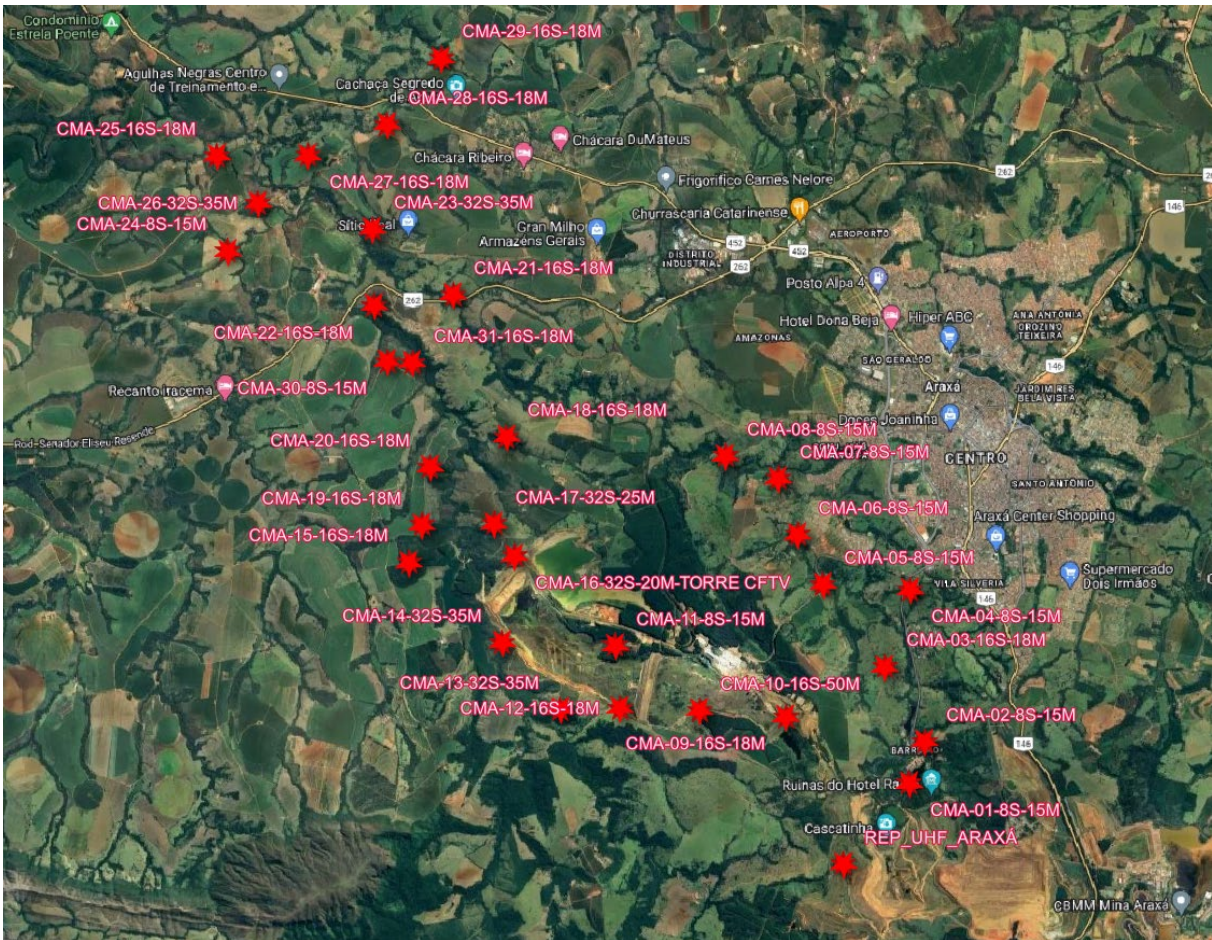 Condomínio
Estrela Poente
CMA-29-16S-18M
Agulhas Negras Centro
de Treinamento e...
Cachaça Segredo
de
CMA-28-16S-18M
CMA-25-16S-18M
Chácara DuMateus
Chácara Ribeiro
262
CMA-27-16S-18M
Frigorifico Carnes Nelore
CMA-26-32S-35M
CMA-23-32S-35M
146
CMA-24-8S-15M
Churrascaria Catarinense
Gran Milho
Armazéns Gerais
AEROPORTO
452
452
DISTRITO
INDUSTRIAL
262
CMA-21-16S-18M
Posto Alpa 4
262
Hotel Dona Beja
Hiper ABC
ANA ANTONIA
OROZINO
TEIXEIRA
CMA-22-16S-18M
CMA-31-16S-18M
AMAZONAS
SÃO GERALDO
146
Recanto Iracema
CMA-30-8S-15M
Araxá
JARDIM RES.
BELA VISTA
CMA-18-16S-18M
Doces Joaninha
Rod. Senador Eliseu Resende
CMA-20-16S-18M
CMA-08-8S-15M
CMA-07-8S-15M
CENTRO
SANTO ANTÔNIO
CMA-19-16S-18M
CMA-17-32S-25M
CMA-06-8S-15M
Araxá Center Shopping
CMA-15-16S-18M
CMA-05-8S-15M
CMA-16-32S-20M-TORRE CFTV
VILA SILVERIA
Supermercado
Dois Irmãos
146
CMA-14-32S-35M
CMA-11-8S-15M
CMA-04-8S-15M
CMA-03-16S-18M
CMA-13-32S-35M
CMA-10-16S-50M
CMA-12-16S-18M
CMA-02-8S-15M
CMA-09-16S-18M
146
Ruinas do Hotel Ra
CMA-01-8S-15M
Cascatinha
REP_UHF_ARAXÁ
CBMM Mina Araxá